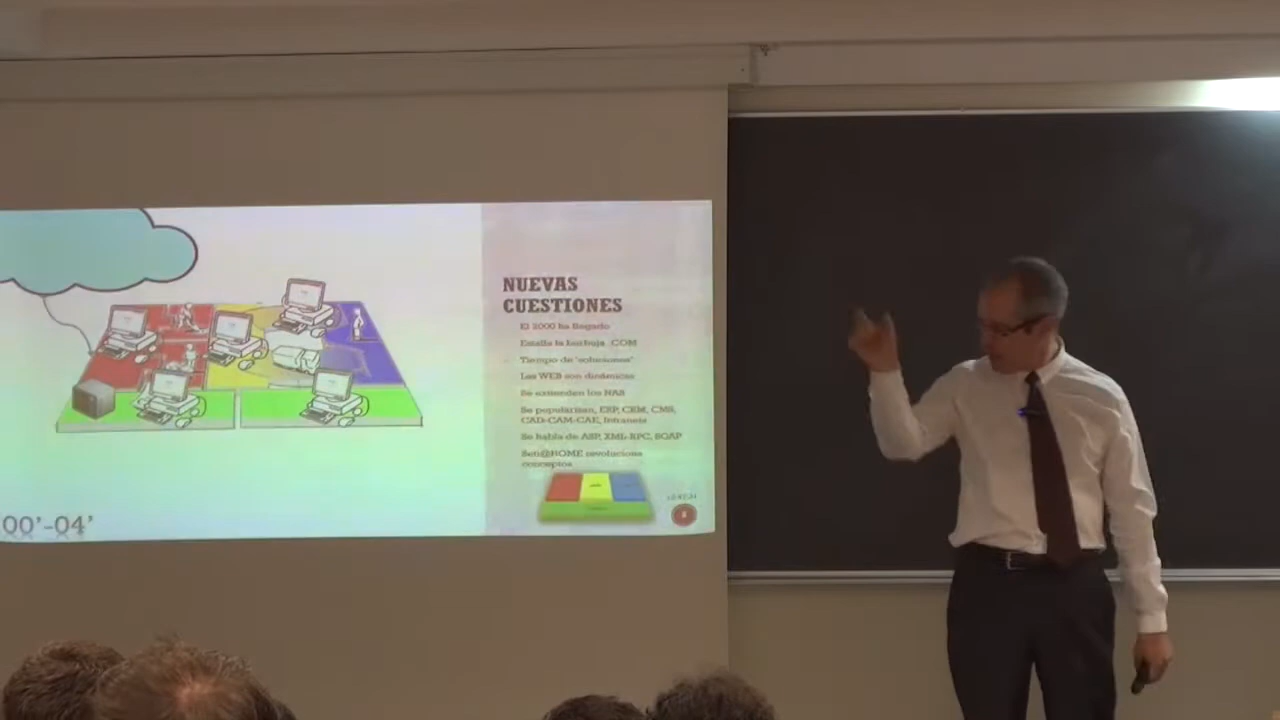 NUEVAS
CUESTIONES
El 2000 ha llegado
Estalla la burbuja .COM
Tiempo de "soluciones"
Las WEB son dinámicas
Se extienden los NAS
Se popularizan, ERP, CRM, CMS,
CAD-CAM-CAE, Intranets
Se habla de ASP, XML-RPC, SOAP
Seti@HOME revoluciona
conceptos
00'-04'